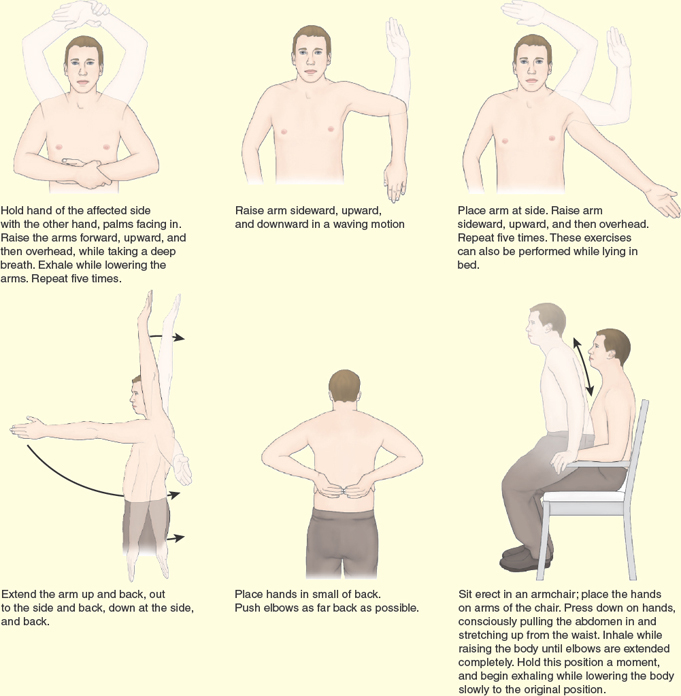 Hold hand of the affected side
with the other hand, palms facing in.
Raise the arms forward, upward, and
then overhead, while taking a deep
breath. Exhale while lowering the
arms. Repeat five times.
Raise arm sideward, upward,
and downward in a waving motion
Place arm at side. Raise arm
sideward, upward, and then overhead.
Repeat five times. These exercises
can also be performed while lying in
bed.
Extend the arm up and back, out
to the side and back, down at the side,
and back.
Place hands in small of back.
Push elbows as far back as possible.
Sit erect in an armchair; place the hands
on arms of the chair. Press down on hands,
consciously pulling the abdomen in and
stretching up from the waist. Inhale while
raising the body until elbows are extended
completely. Hold this position a moment,
and begin exhaling while lowering the body
slowly to the original position.